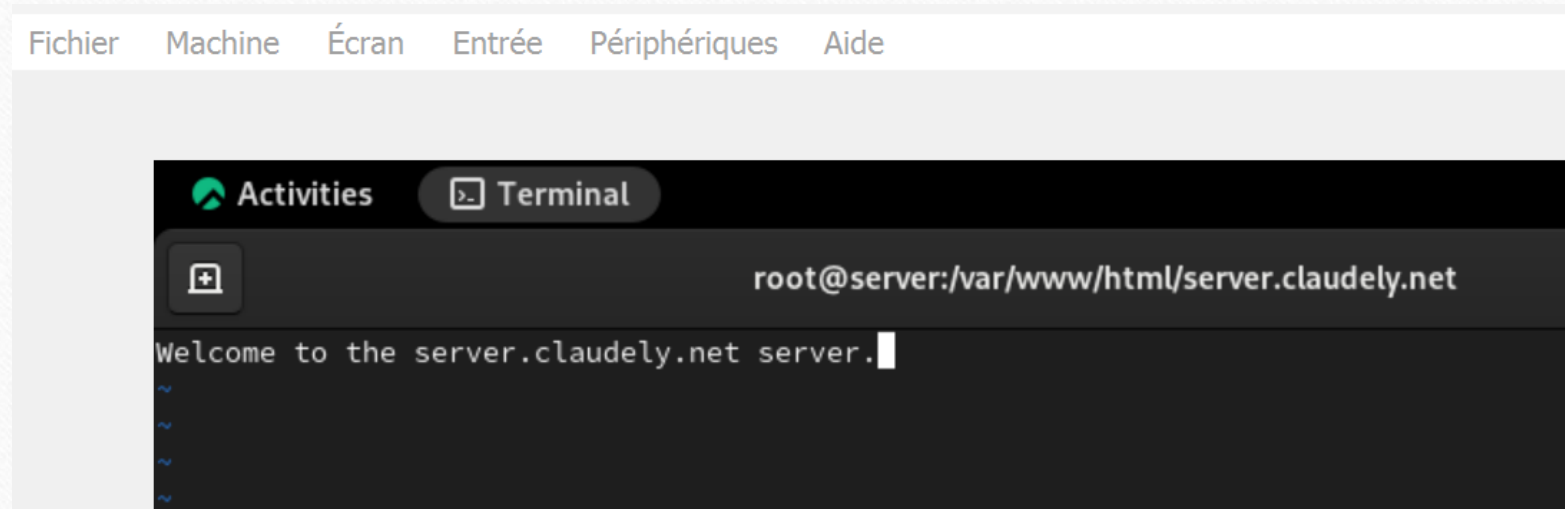 Fichier Machine Écran Entrée Périphériques Aide
Activities Terminal
root@server:/var/www/html/server.claudely.net
Welcome to the server.claudely.net server.
~
~
~
~